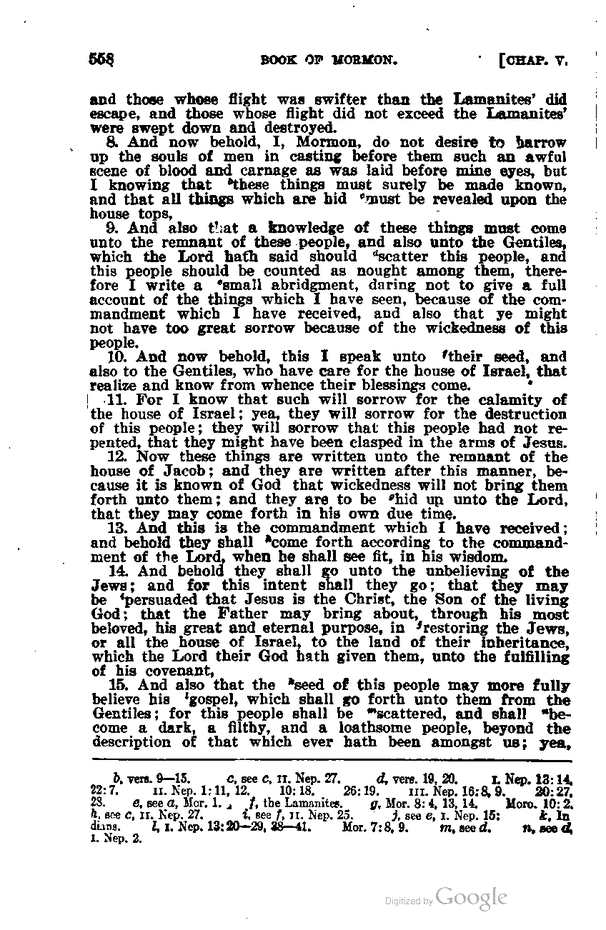 558 BOOK OF MORMON. [CHAP. V.
and those whose flight was swifter than the Lamanites' did
escape, and those whose flight did not exceed the Lamanites'
were swept down and destroyed.
8. And now behold, I, Mormon, do not desire to harrow
up the souls of men in casting before them such an awful
scene of blood and carnage as was laid before mine eyes, but
I knowing that ᵇthese things must surely be made known,
and that all things which are hid ᶜmust be revealed upon the
house tops,
9. And also that a knowledge of these things must come
unto the remnant of these people, and also unto the Gentiles,
which the Lord hath said should ᵈscatter this people, and
this people should be counted as nought among them, there-
fore I write a ᵉsmall abridgment, daring not to give a full
account of the things which I have seen, because of the com-
mandment which I have received, and also that ye might
not have too great sorrow because of the wickedness of this
people.
10. And now behold, this I speak unto ᶠtheir seed, and
also to the Gentiles, who have care for the house of Israel, that
realize and know from whence their blessings come.
11. For I know that such will sorrow for the calamity of
the house of Israel; yea, they will sorrow for the destruction
of this people; they will sorrow that this people had not re-
pented, that they might have been clasped in the arms of Jesus.
12. Now these things are written unto the remnant of the
house of Jacob; and they are written after this manner, be-
cause it is known of God that wickedness will not bring them
forth unto them; and they are to be ᵍhid up unto the Lord,
that they may come forth in his own due time.
13. And this is the commandment which I have received;
and behold they shall ʰcome forth according to the command-
ment of the Lord, when he shall see fit, in his wisdom.
14. And behold they shall go unto the unbelieving of the
Jews; and for this intent shall they go; that they may
be ⁱpersuaded that Jesus is the Christ, the Son of the living
God; that the Father may bring about, through his most
beloved, his great and eternal purpose, in ʲrestoring the Jews,
or all the house of Israel, to the land of their inheritance,
which the Lord their God hath given them, unto the fulfilling
of his covenant,
15. And also that the ᵏseed of this people may more fully
believe his ˡgospel, which shall go forth unto them from the
Gentiles; for this people shall be ᵐscattered, and shall ⁿbe-
come a dark, a filthy, and a loathsome people, beyond the
description of that which ever hath been amongst us; yea,
b, vers. 9—15. c, see c, II. Nep. 27. d, vers. 19, 20. I. Nep. 13: 14,
22: 7. II. Nep. 1: 11, 12. 10: 18. 26: 19. III. Nep. 16: 8, 9. 20: 27,
28. e, see a, Mor. 1. f, the Lamanites. g, Mor. 8: 4, 13, 14. Moro. 10: 2.
h, see c, II. Nep. 27. i, see f, II. Nep. 25. j, see e, I. Nep. 15: k, In
dians. l, I. Nep. 13: 20—29, 38—41. Mor. 7: 8, 9. m, see d. n, see d,
I. Nep. 2.
Digitized by Google